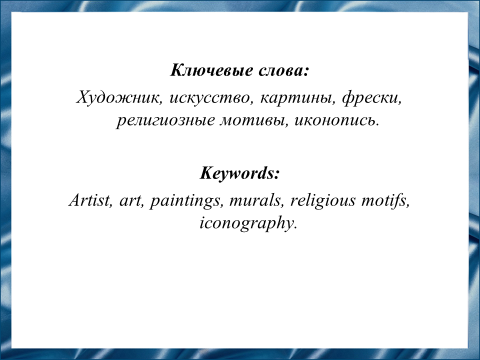 Ключевые слова:
Художник, искусство, картины, фрески,
религиозные мотивы, иконопись.
Keywords:
Artist, art, paintings, murals, religious motifs,
iconography.